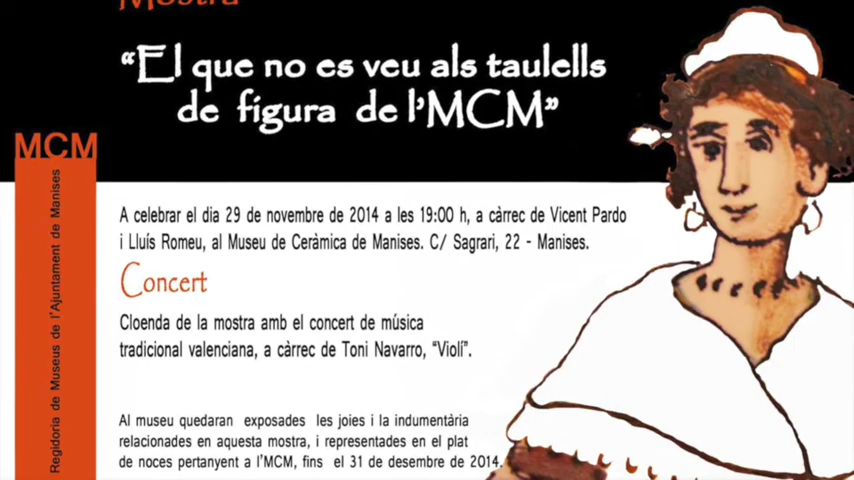 Mostra
“El que no es veu als taulells
de figura de l’MCM”
MCM
Regidoria de Museus de l’Ajuntament de Manises
A celebrar el dia 29 de novembre de 2014 a les 19:00 h, a càrrec de Vicent Pardo
i Lluís Romeu, al Museu de Ceràmica de Manises. C/ Sagrari, 22 - Manises.
Concert
Cloenda de la mostra amb el concert de música
tradicional valenciana, a càrrec de Toni Navarro, “Violí”.
Al museu quedaran exposades les joies i la indumentària
relacionades en aquesta mostra, i representades en el plat
de noces pertanyent a l’MCM, fins el 31 de desembre de 2014.